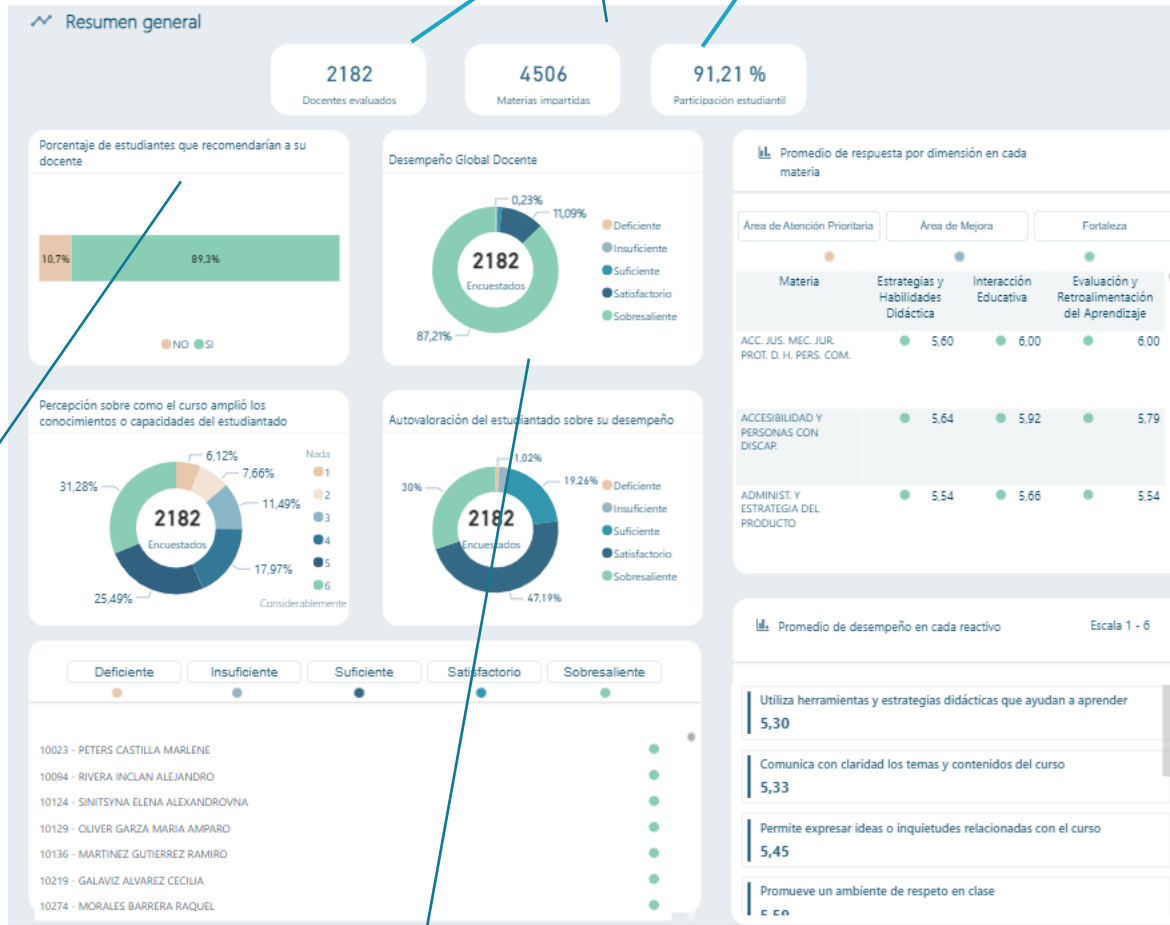 Resumen general
2182
Docentes evaluados
4506
Materias impartidas
91,21 %
Participación estudiantil
Porcentaje de estudiantes que recomendarían a su
docente
10,7%
89,3%
NO
SI
Desempeño Global Docente
0,23%
11,09%
87,21%
2182
Encuestados
Deficiente
Insuficiente
Suficiente
Satisfactorio
Sobresaliente
Percepción sobre como el curso amplió los
conocimientos o capacidades del estudiantado
6,12%
7,66%
11,49%
17,97%
25,49%
31,28%
2182
Encuestados
Nada
1
2
3
4
5
6
Considerablemente
Autovaloración del estudiantado sobre su desempeño
1,02%
19,26%
47,19%
30%
2182
Encuestados
Deficiente
Insuficiente
Suficiente
Satisfactorio
Sobresaliente
Deficiente Insuficiente Suficiente Satisfactorio Sobresaliente
10023 - PETERS CASTILLA MARLENE
10094 - RIVERA INCLAN ALEJANDRO
10124 - SINITSYNA ELENA ALEXANDROVNA
10129 - OLIVER GARZA MARIA AMPARO
10136 - MARTINEZ GUTIERREZ RAMIRO
10219 - GALAVIZ ALVAREZ CECILIA
10274 - MORALES BARRERA RAQUEL
Promedio de respuesta por dimensión en cada
materia
Área de Atención Prioritaria Área de Mejora Fortaleza
Materia
Estrategias y
Habilidades
Didáctica
Interacción
Educativa
Evaluación y
Retroalimentación
del Aprendizaje
ACC. JUS. MEC. JUR.
PROT. D. H. PERS. COM.
5,60 6,00 6,00
ACCESIBILIDAD Y
PERSONAS CON
DISCAP.
5,64 5,92 5,79
ADMINIST. Y
ESTRATEGIA DEL
PRODUCTO
5,54 5,66 5,54
Promedio de desempeño en cada reactivo
Escala 1 - 6
Utiliza herramientas y estrategias didácticas que ayudan a aprender
5,30
Comunica con claridad los temas y contenidos del curso
5,33
Permite expresar ideas o inquietudes relacionadas con el curso
5,45
Promueve un ambiente de respeto en clase